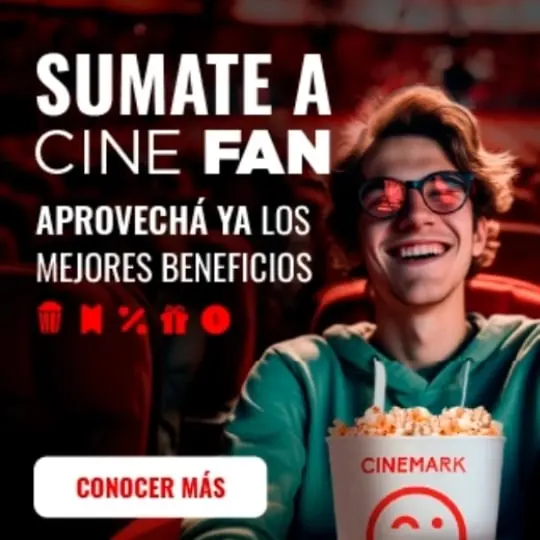 SUMATE A
CINE FAN
APROVECHÁ YA LOS
MEJORES BENEFICIOS
CONOCER MÁS
CINEMARK